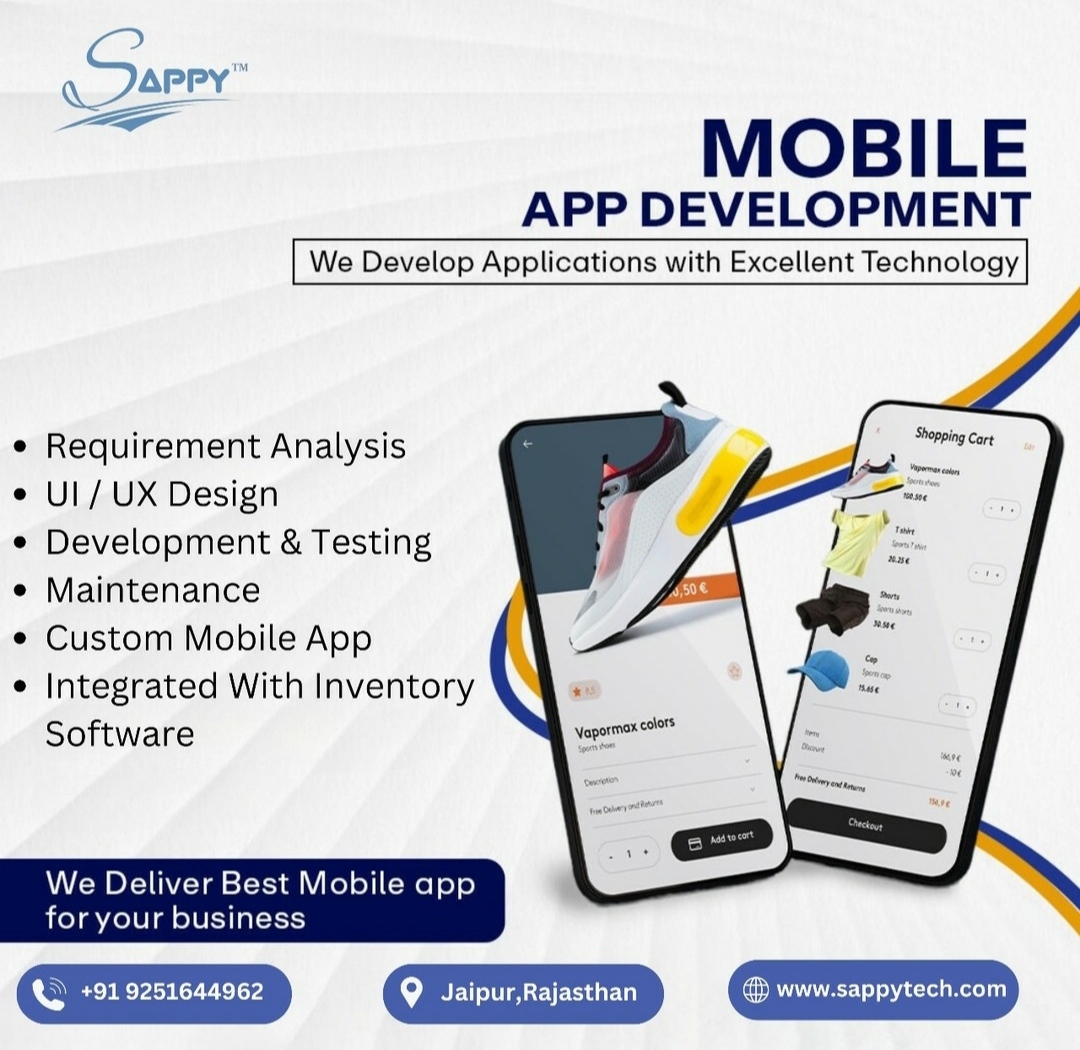 SAPPY™
MOBILE
APP DEVELOPMENT
We Develop Applications with Excellent Technology
• Requirement Analysis
• UI / UX Design
• Development & Testing
• Maintenance
• Custom Mobile App
• Integrated With Inventory
Software
0,50 €
8,5
Vapormax colors
Sports shoes
Description
Free Delivery and Returns
- 1 +
Add to cart
Shopping Cart
Edit
Vapormax colors
Sports shoes
100.50 €
- 1 +
T shirt
Sports T shirt
20.25 €
- 1 +
Shorts
Sports shorts
30.50 €
- 1 +
Cap
Sports cap
15.65 €
- 1 +
Items
166,9 €
Discount
- 10 €
Free Delivery and Returns
156,9 €
Checkout
We Deliver Best Mobile app
for your business
+91 9251644962
Jaipur,Rajasthan
www.sappytech.com